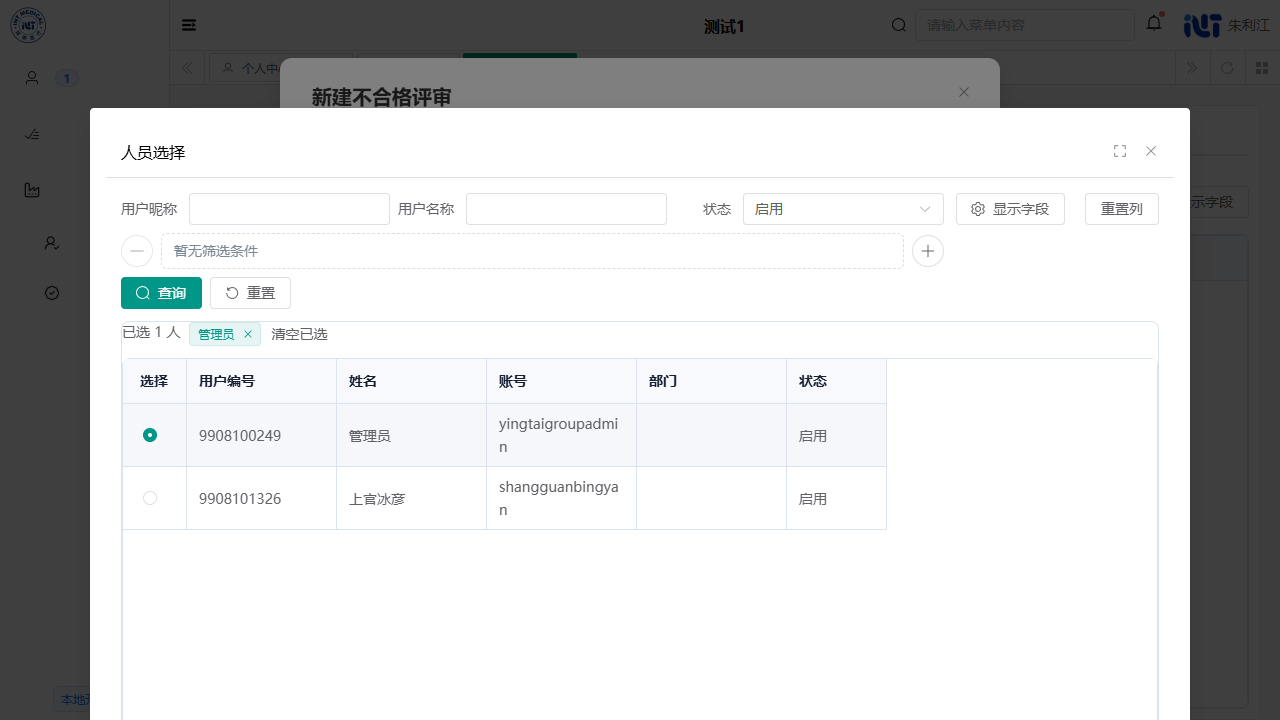 测试1
请输入菜单内容
朱利江
1
个人中
新建不合格评审
人员选择
用户昵称
用户名称
状态
启用
显示字段
重置列
示字段
暂无筛选条件
查询
重置
已选 1 人
管理员
清空已选
选择 用户编号 姓名 账号 部门 状态
9908100249 管理员 yingtaigroupadmi
n
启用
9908101326 上官冰彦 shangguanbingya
n
启用
本地